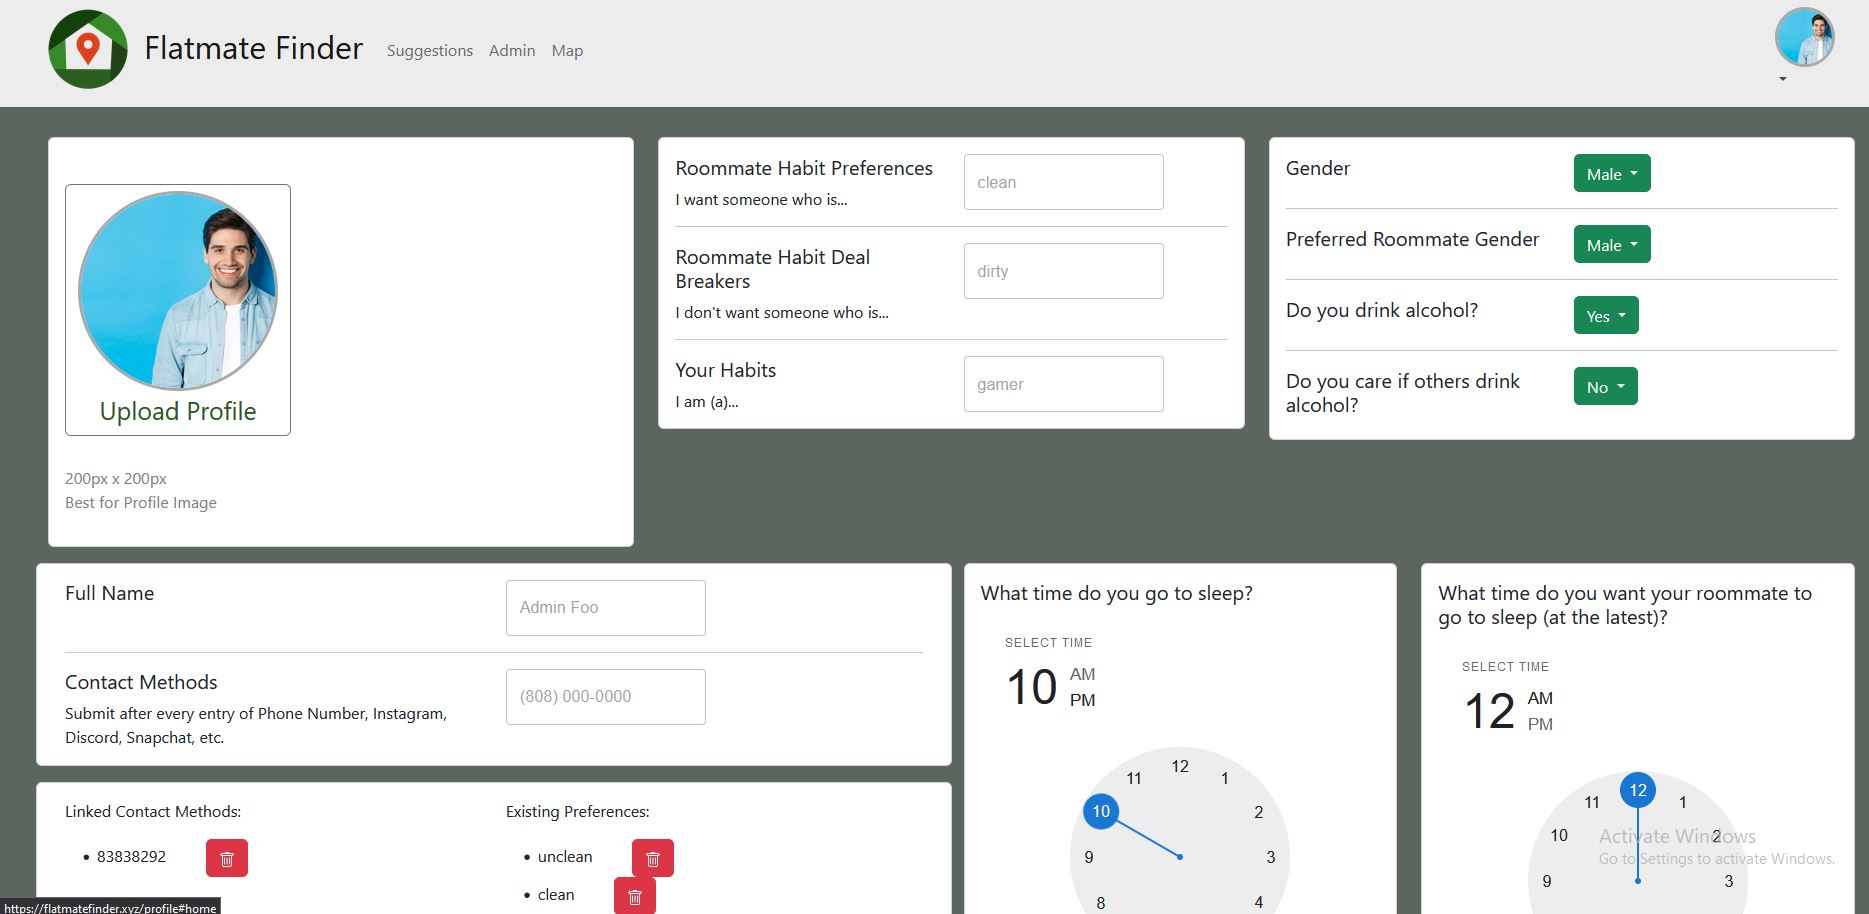 Flatmate Finder
Suggestions
Admin
Map
Upload Profile
200px x 200px
Best for Profile Image
Roommate Habit Preferences
I want someone who is...
clean
Roommate Habit Deal
Breakers
I don't want someone who is...
dirty
Your Habits
I am (a)...
gamer
Gender
Male
Preferred Roommate Gender
Male
Do you drink alcohol?
Yes
Do you care if others drink
alcohol?
No
Full Name
Admin Foo
Contact Methods
Submit after every entry of Phone Number, Instagram,
Discord, Snapchat, etc.
(808) 000-0000
Linked Contact Methods:
• 83838292
Existing Preferences:
• unclean
• clean
What time do you go to sleep?
SELECT TIME
10
AM
PM
12
11
1
10
2
9
3
8
4
What time do you want your roommate to
go to sleep (at the latest)?
SELECT TIME
12
AM
PM
12
11
1
10
2
9
3
Activate Windows
Go to Settings to activate Windows.
https://flatmatefinder.xyz/profile#home